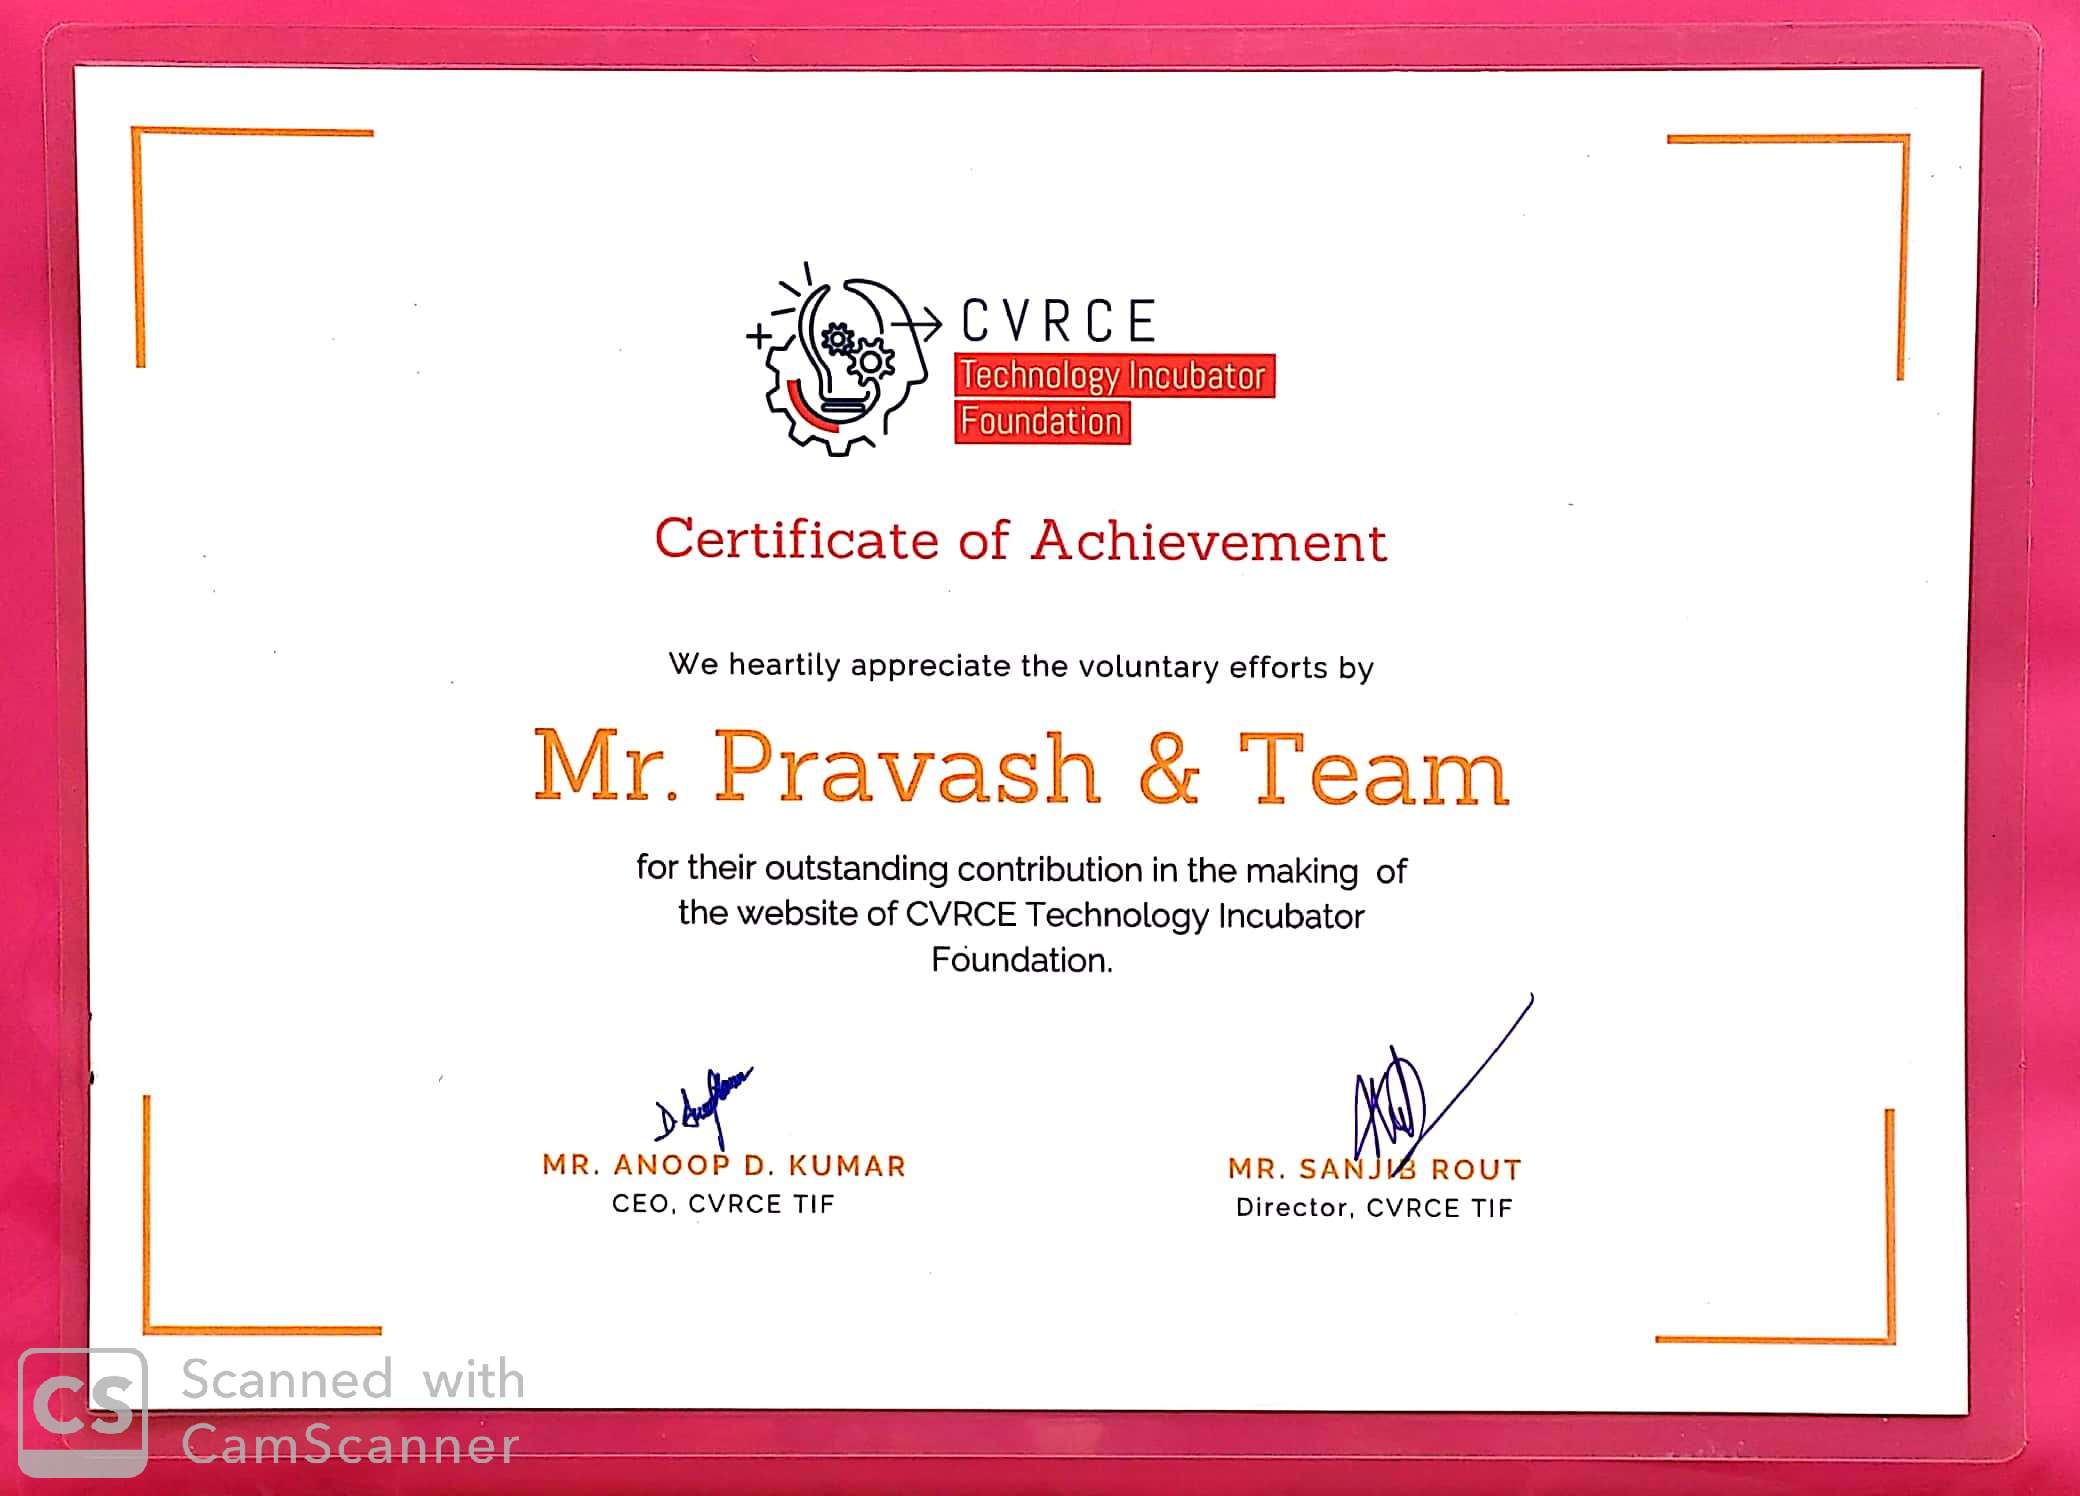 CVRCE
Technology Incubator
Foundation
Certificate of Achievement
We heartily appreciate the voluntary efforts by
Mr. Pravash & Team
for their outstanding contribution in the making of
the website of CVRCE Technology Incubator
Foundation.
MR. ANOOP D. KUMAR
CEO, CVRCE TIF
MR. SANJIB ROUT
Director, CVRCE TIF
CS
Scanned with
CamScanner